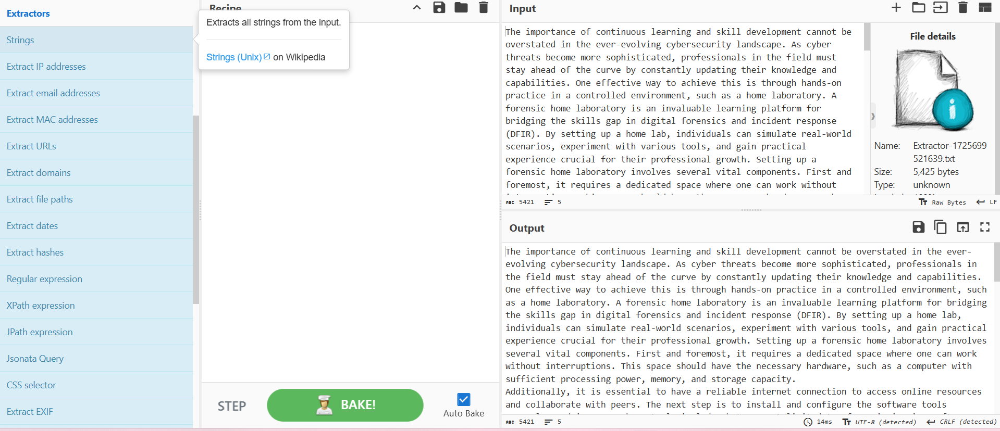 Extractors
Strings
Extract IP addresses
Extract email addresses
Extract MAC addresses
Extract URLs
Extract domains
Extract file paths
Extract dates
Extract hashes
Regular expression
XPath expression
JPath expression
Jsonata Query
CSS selector
Extract EXIF
Recipe
Extracts all strings from the input.
Strings (Unix) on Wikipedia
STEP
BAKE!
Auto Bake
Input
The importance of continuous learning and skill development cannot be
overstated in the ever-evolving cybersecurity landscape. As cyber
threats become more sophisticated, professionals in the field must
stay ahead of the curve by constantly updating their knowledge and
capabilities. One effective way to achieve this is through hands-on
practice in a controlled environment, such as a home laboratory. A
forensic home laboratory is an invaluable learning platform for
bridging the skills gap in digital forensics and incident response
(DFIR). By setting up a home lab, individuals can simulate real-world
scenarios, experiment with various tools, and gain practical
experience crucial for their professional growth. Setting up a
forensic home laboratory involves several vital components. First and
foremost, it requires a dedicated space where one can work without
File details
Name: Extractor-1725699
521639.txt
Size: 5,425 bytes
Type: unknown
ABC 5421 5
Raw Bytes LF
Output
The importance of continuous learning and skill development cannot be overstated in the ever-
evolving cybersecurity landscape. As cyber threats become more sophisticated, professionals in
the field must stay ahead of the curve by constantly updating their knowledge and capabilities.
One effective way to achieve this is through hands-on practice in a controlled environment, such
as a home laboratory. A forensic home laboratory is an invaluable learning platform for bridging
the skills gap in digital forensics and incident response (DFIR). By setting up a home lab,
individuals can simulate real-world scenarios, experiment with various tools, and gain practical
experience crucial for their professional growth. Setting up a forensic home laboratory involves
several vital components. First and foremost, it requires a dedicated space where one can work
without interruptions. This space should have the necessary hardware, such as a computer with
sufficient processing power, memory, and storage capacity.
Additionally, it is essential to have a reliable internet connection to access online resources
and collaborate with peers. The next step is to install and configure the software tools
ABC 5421 5
14ms UTF-8 (detected) CRLF (detected)